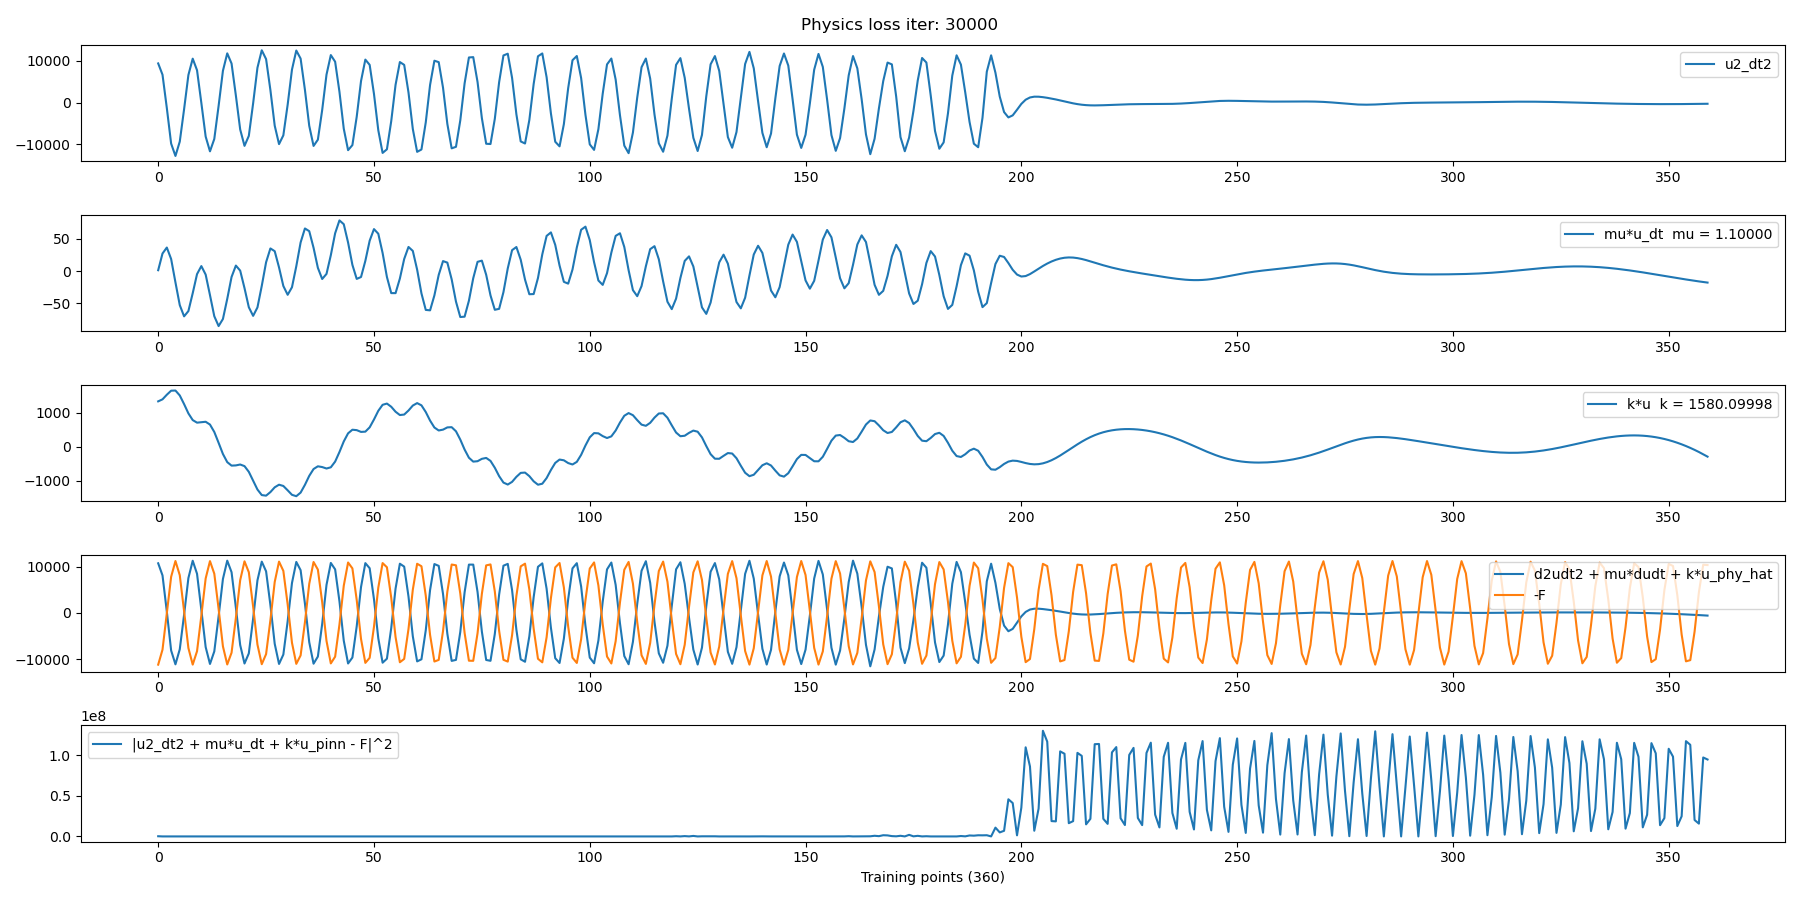 Physics loss iter: 30000
10000
0
−10000
u2_dt2
0 50 100 150 200 250 300 350
50
0
−50
mu*u_dt mu = 1.10000
0 50 100 150 200 250 300 350
1000
0
−1000
k*u k = 1580.09998
0 50 100 150 200 250 300 350
10000
0
−10000
d2udt2 + mu*dudt + k*u_phy_hat
-F
0 50 100 150 200 250 300 350
1e8
1.0
0.5
0.0
|u2_dt2 + mu*u_dt + k*u_pinn - F|^2
0 50 100 150 200 250 300 350
Training points (360)